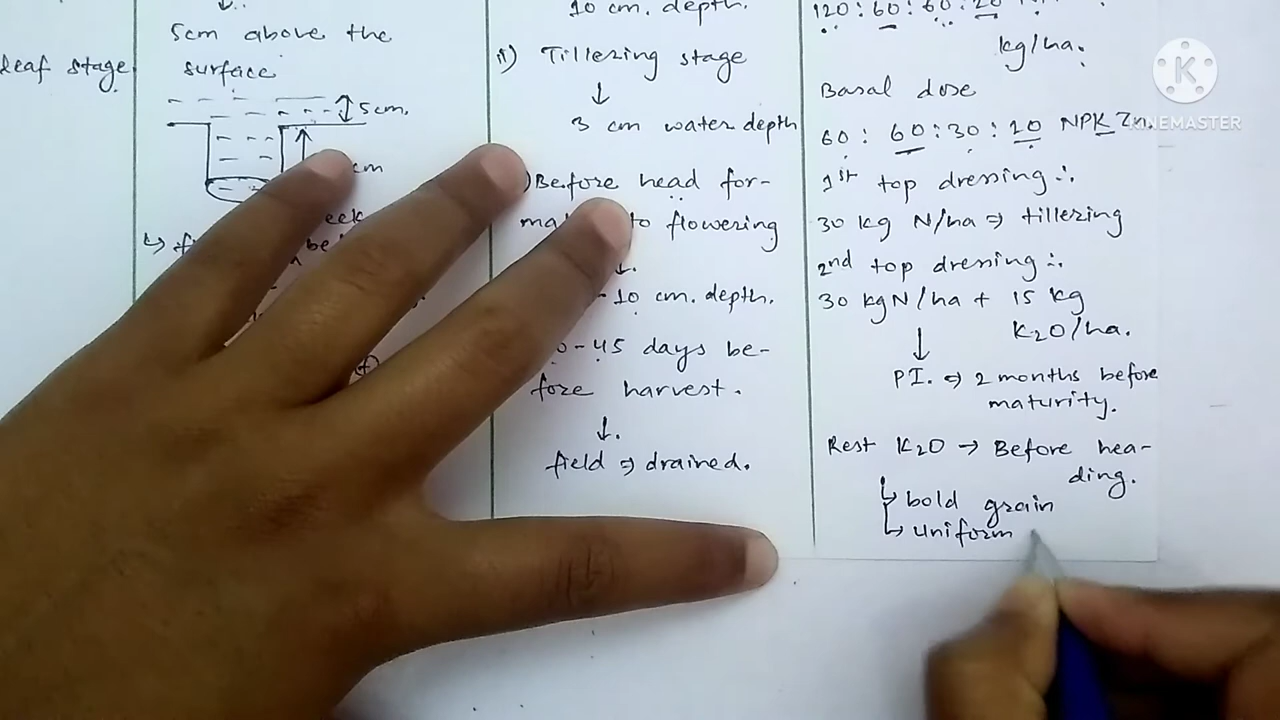 leaf stage
5cm above the
surface
5cm.
cm
10 cm. depth.
ii) Tillering stage
3 cm water depth
Before head for-
to flowering
10 cm. depth.
-45 days be-
fore harvest.
field ⇒ drained.
120 : 60 : 60 : 20
kg/ha.
Basal dose
60 : 60 : 30 : 20 NPK Zn.
1st top dressing ∴
30 kg N/ha ⇒ tillering
2nd top dressing ∴
30 kg N/ha + 15 kg
K2O/ha.
PI. ⇒ 2 months before
maturity.
Rest K2O → Before hea-
ding.
bold grain
uniform
K
KINEMASTER